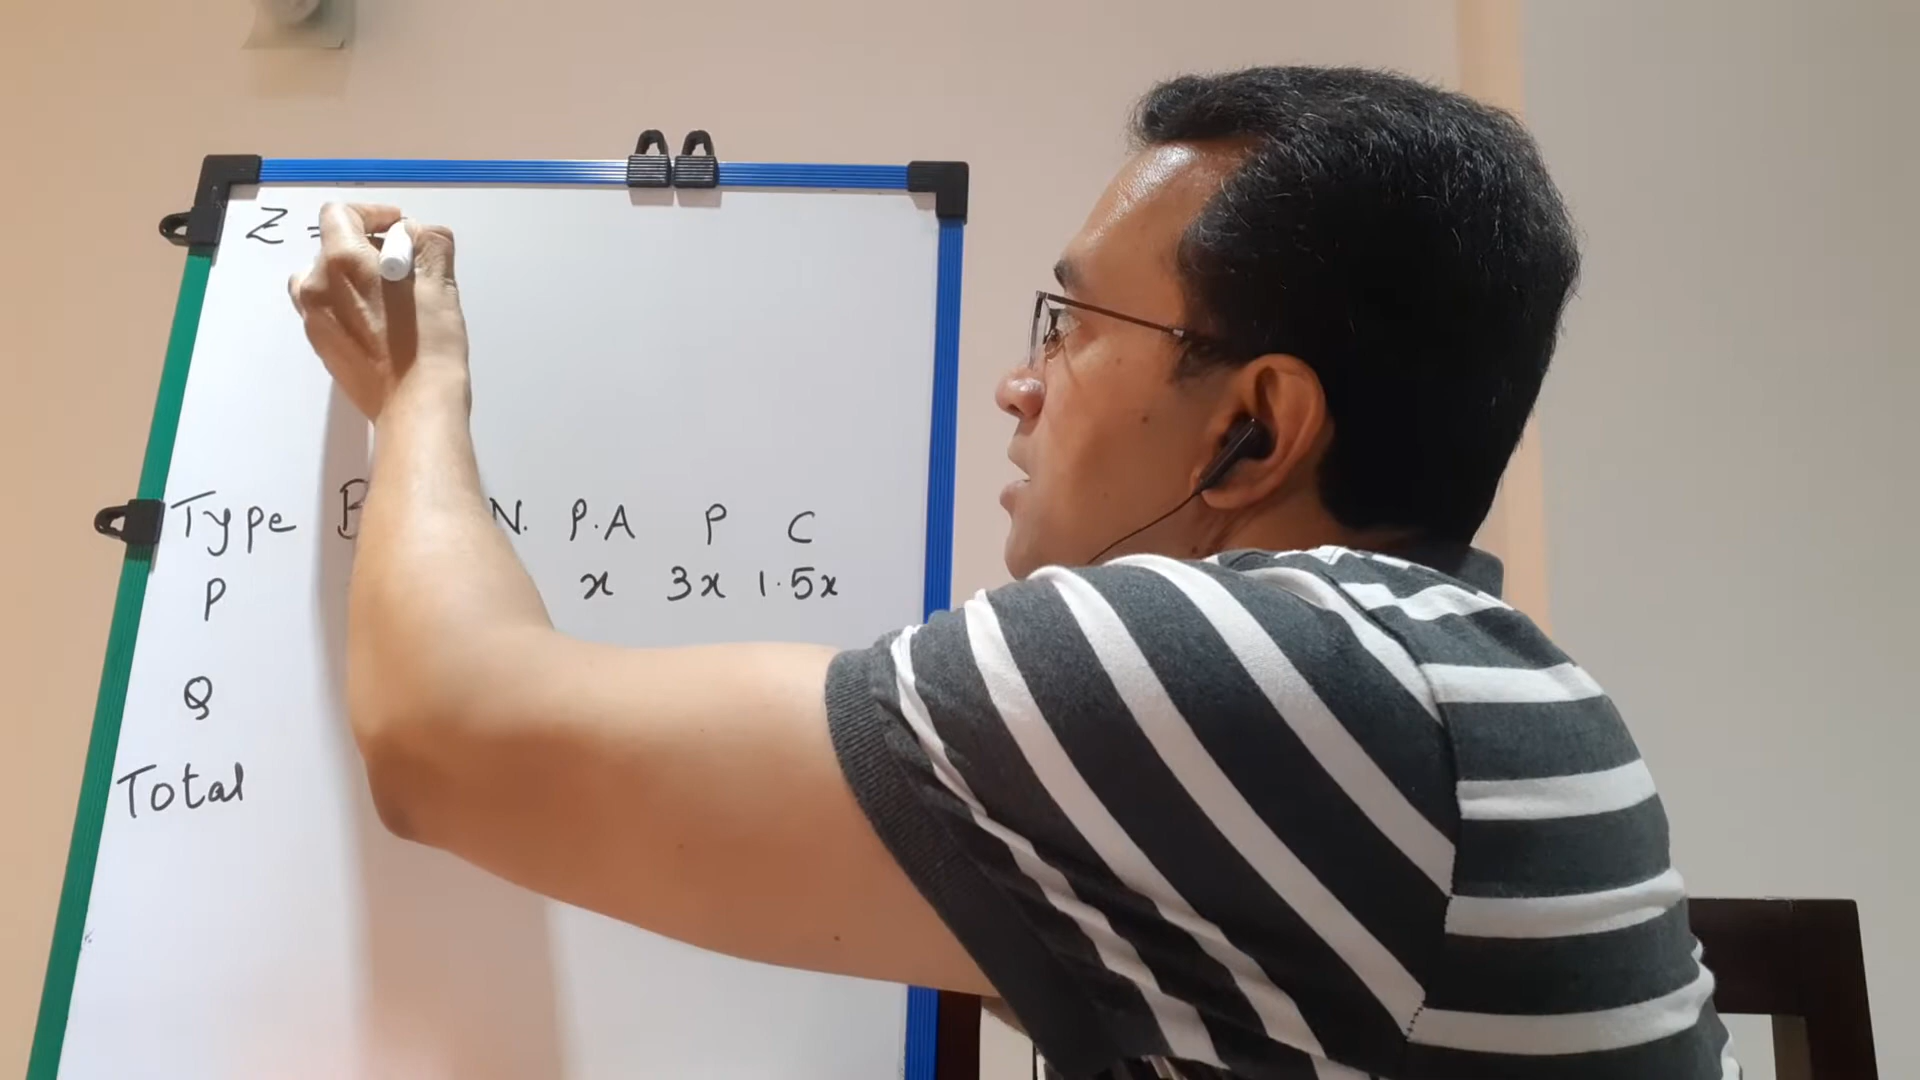 Z =
Type B N. P.A P C
P x 3x 1.5x
Q
Total